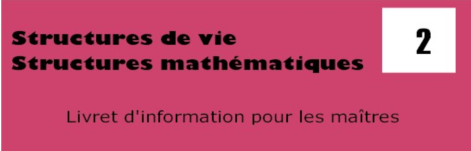 Structures de vie
Structures mathématiques
2
Livret d'information pour les maîtres